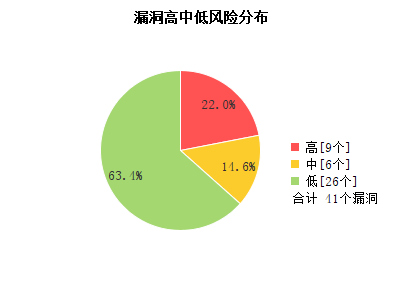 漏洞高中低风险分布
22.0%
14.6%
63.4%
高[9个]
中[6个]
低[26个]
合计 41个漏洞